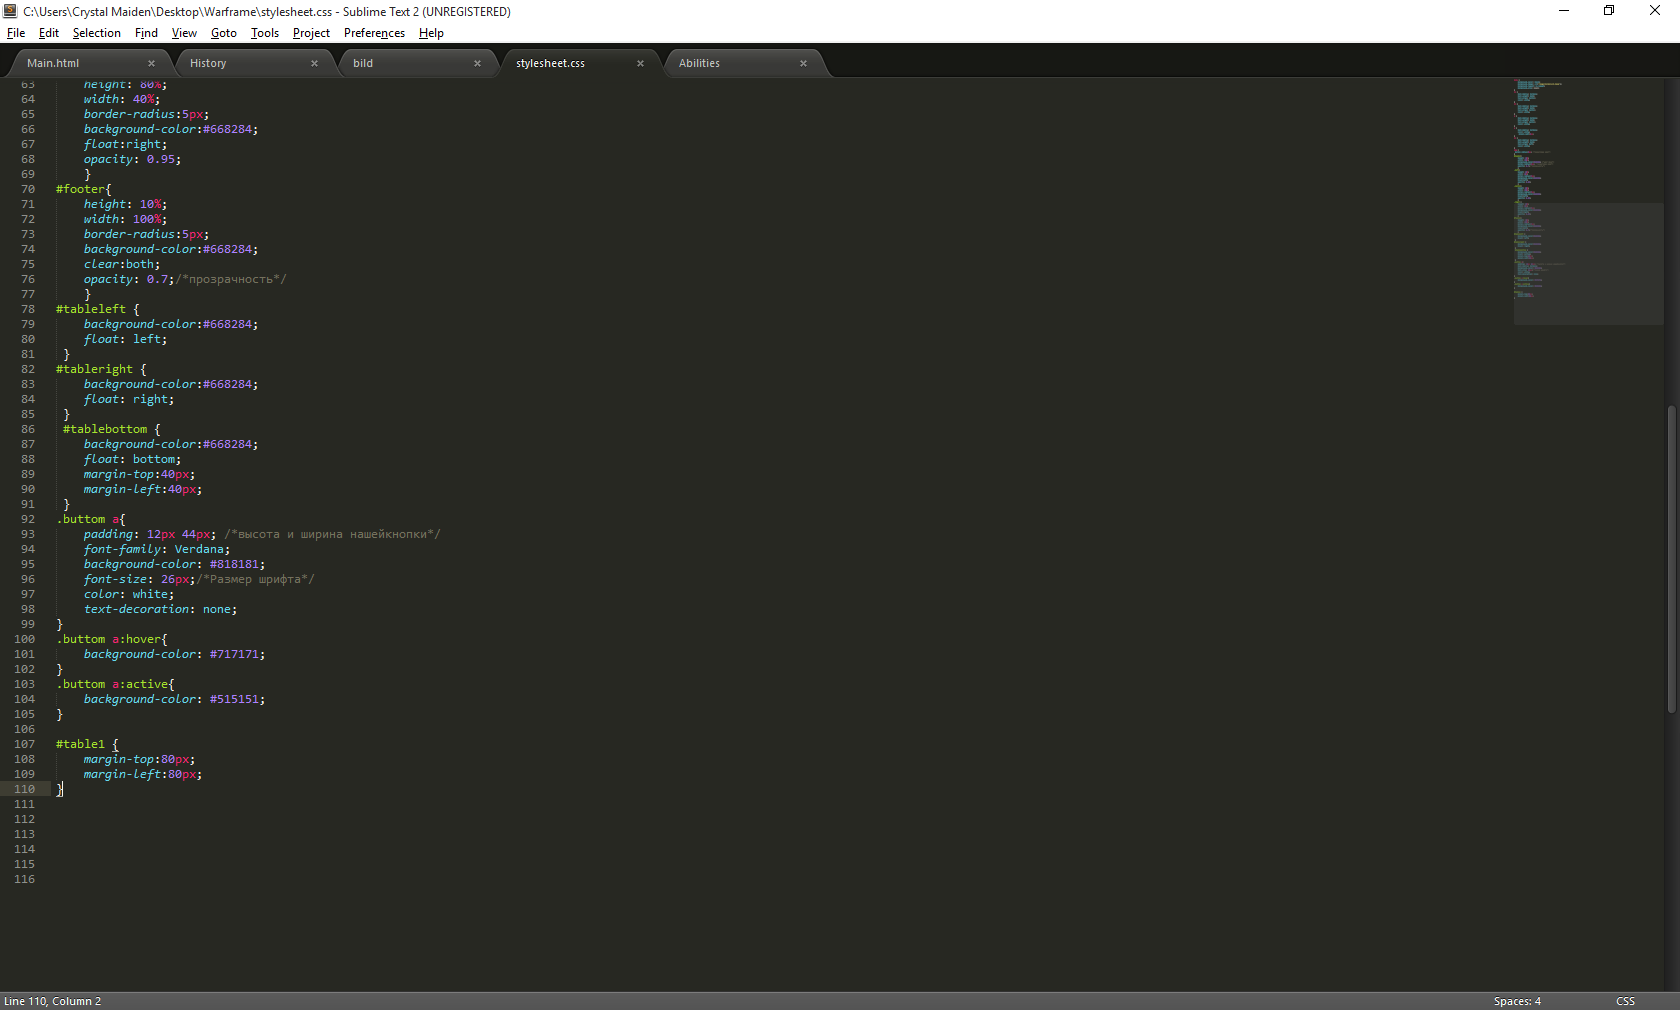 C:\Users\Crystal Maiden\Desktop\Warframe\stylesheet.css - Sublime Text 2 (UNREGISTERED)
File Edit Selection Find View Goto Tools Project Preferences Help
Main.html × History × bild × stylesheet.css × Abilities ×
63 height: 80%;
64 width: 40%;
65 border-radius:5px;
66 background-color:#668284;
67 float:right;
68 opacity: 0.95;
69 }
70 #footer{
71 height: 10%;
72 width: 100%;
73 border-radius:5px;
74 background-color:#668284;
75 clear:both;
76 opacity: 0.7;/*прозрачность*/
77 }
78 #tableleft {
79 background-color:#668284;
80 float: left;
81 }
82 #tableright {
83 background-color:#668284;
84 float: right;
85 }
86 #tablebottom {
87 background-color:#668284;
88 float: bottom;
89 margin-top:40px;
90 margin-left:40px;
91 }
92 .buttom a{
93 padding: 12px 44px; /*высота и ширина нашейкнопки*/
94 font-family: Verdana;
95 background-color: #818181;
96 font-size: 26px;/*Размер шрифта*/
97 color: white;
98 text-decoration: none;
99 }
100 .buttom a:hover{
101 background-color: #717171;
102 }
103 .buttom a:active{
104 background-color: #515151;
105 }
106
107 #table1 {
108 margin-top:80px;
109 margin-left:80px;
110 }
111
112
113
114
115
116
Line 110, Column 2 Spaces: 4 CSS